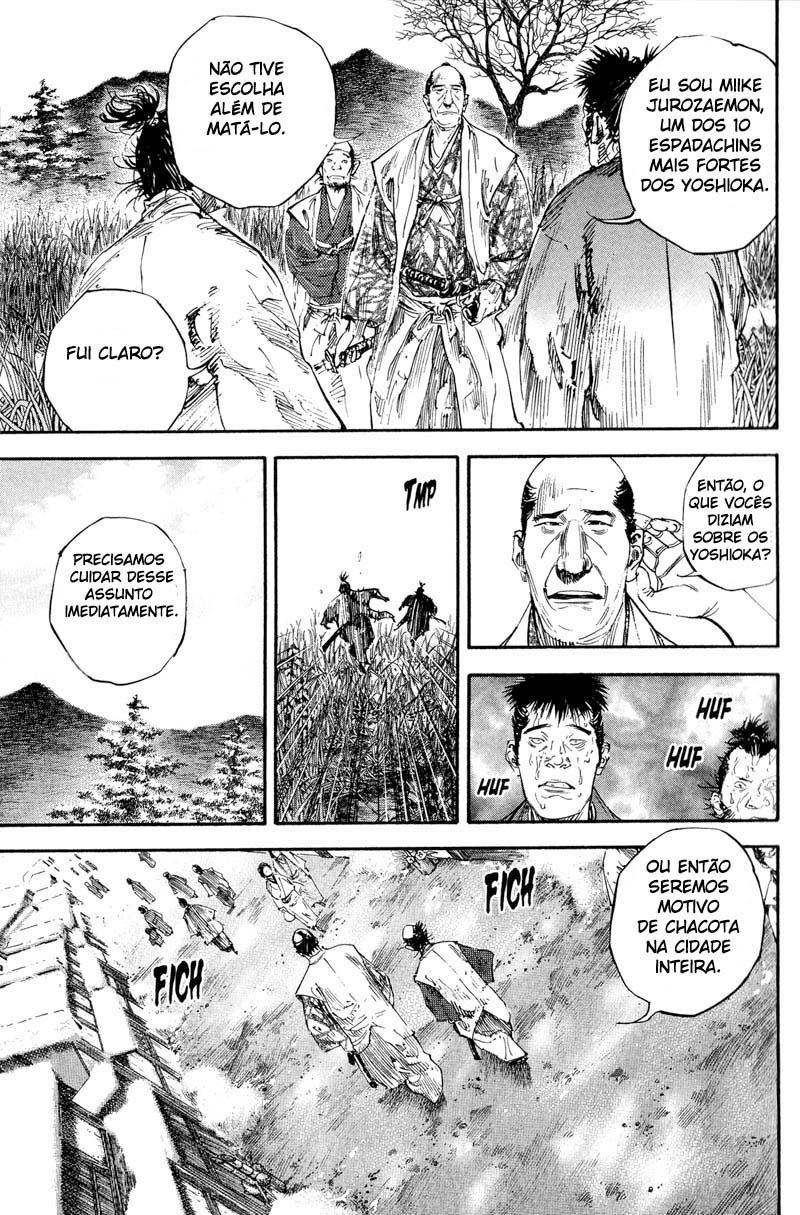 EU SOU MIIKE
JUROZAEMON,
UM DOS 10
ESPADACHINS
MAIS FORTES
DOS YOSHIOKA.
NÃO TIVE
ESCOLHA
ALÉM DE
MATÁ-LO.
FUI CLARO?
ENTÃO, O
QUE VOCÊS
DIZIAM
SOBRE OS
YOSHIOKA?
HUF
HUF
HUF
HUF
TMP
PRECISAMOS
CUIDAR DESSE
ASSUNTO
IMEDIATAMENTE.
OU ENTÃO
SEREMOS
MOTIVO
DE CHACOTA
NA CIDADE
INTEIRA.
FICH
FICH